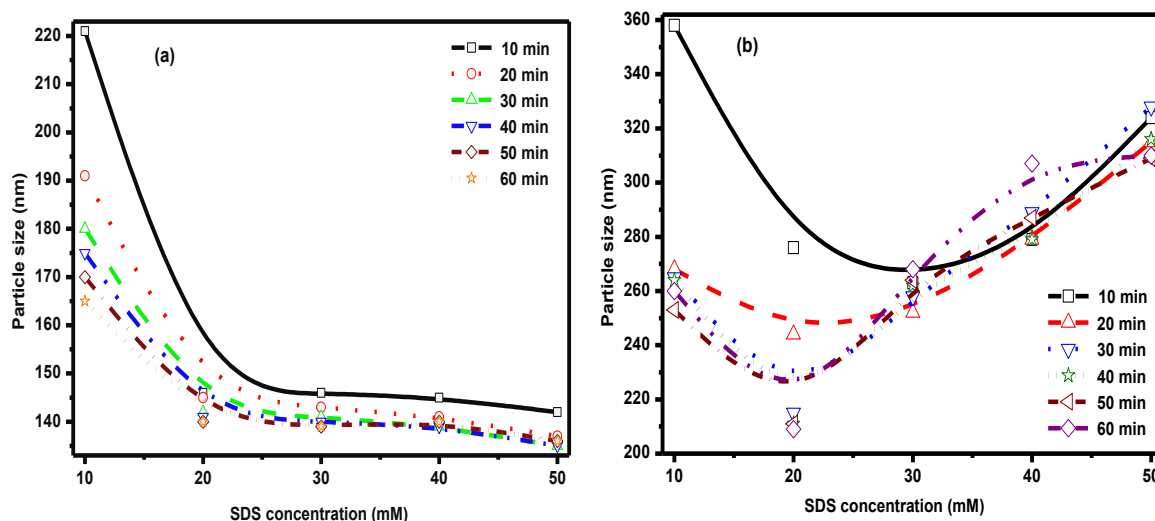 (a)
10 min
20 min
30 min
40 min
50 min
60 min
220
210
200
190
180
170
160
150
140
10
20
30
40
50
Particle size (nm)
SDS concentration (mM)
(b)
360
340
320
300
280
260
240
220
200
10 min
20 min
30 min
40 min
50 min
60 min
10
20
30
40
50
Particle size (nm)
SDS concentration (mM)